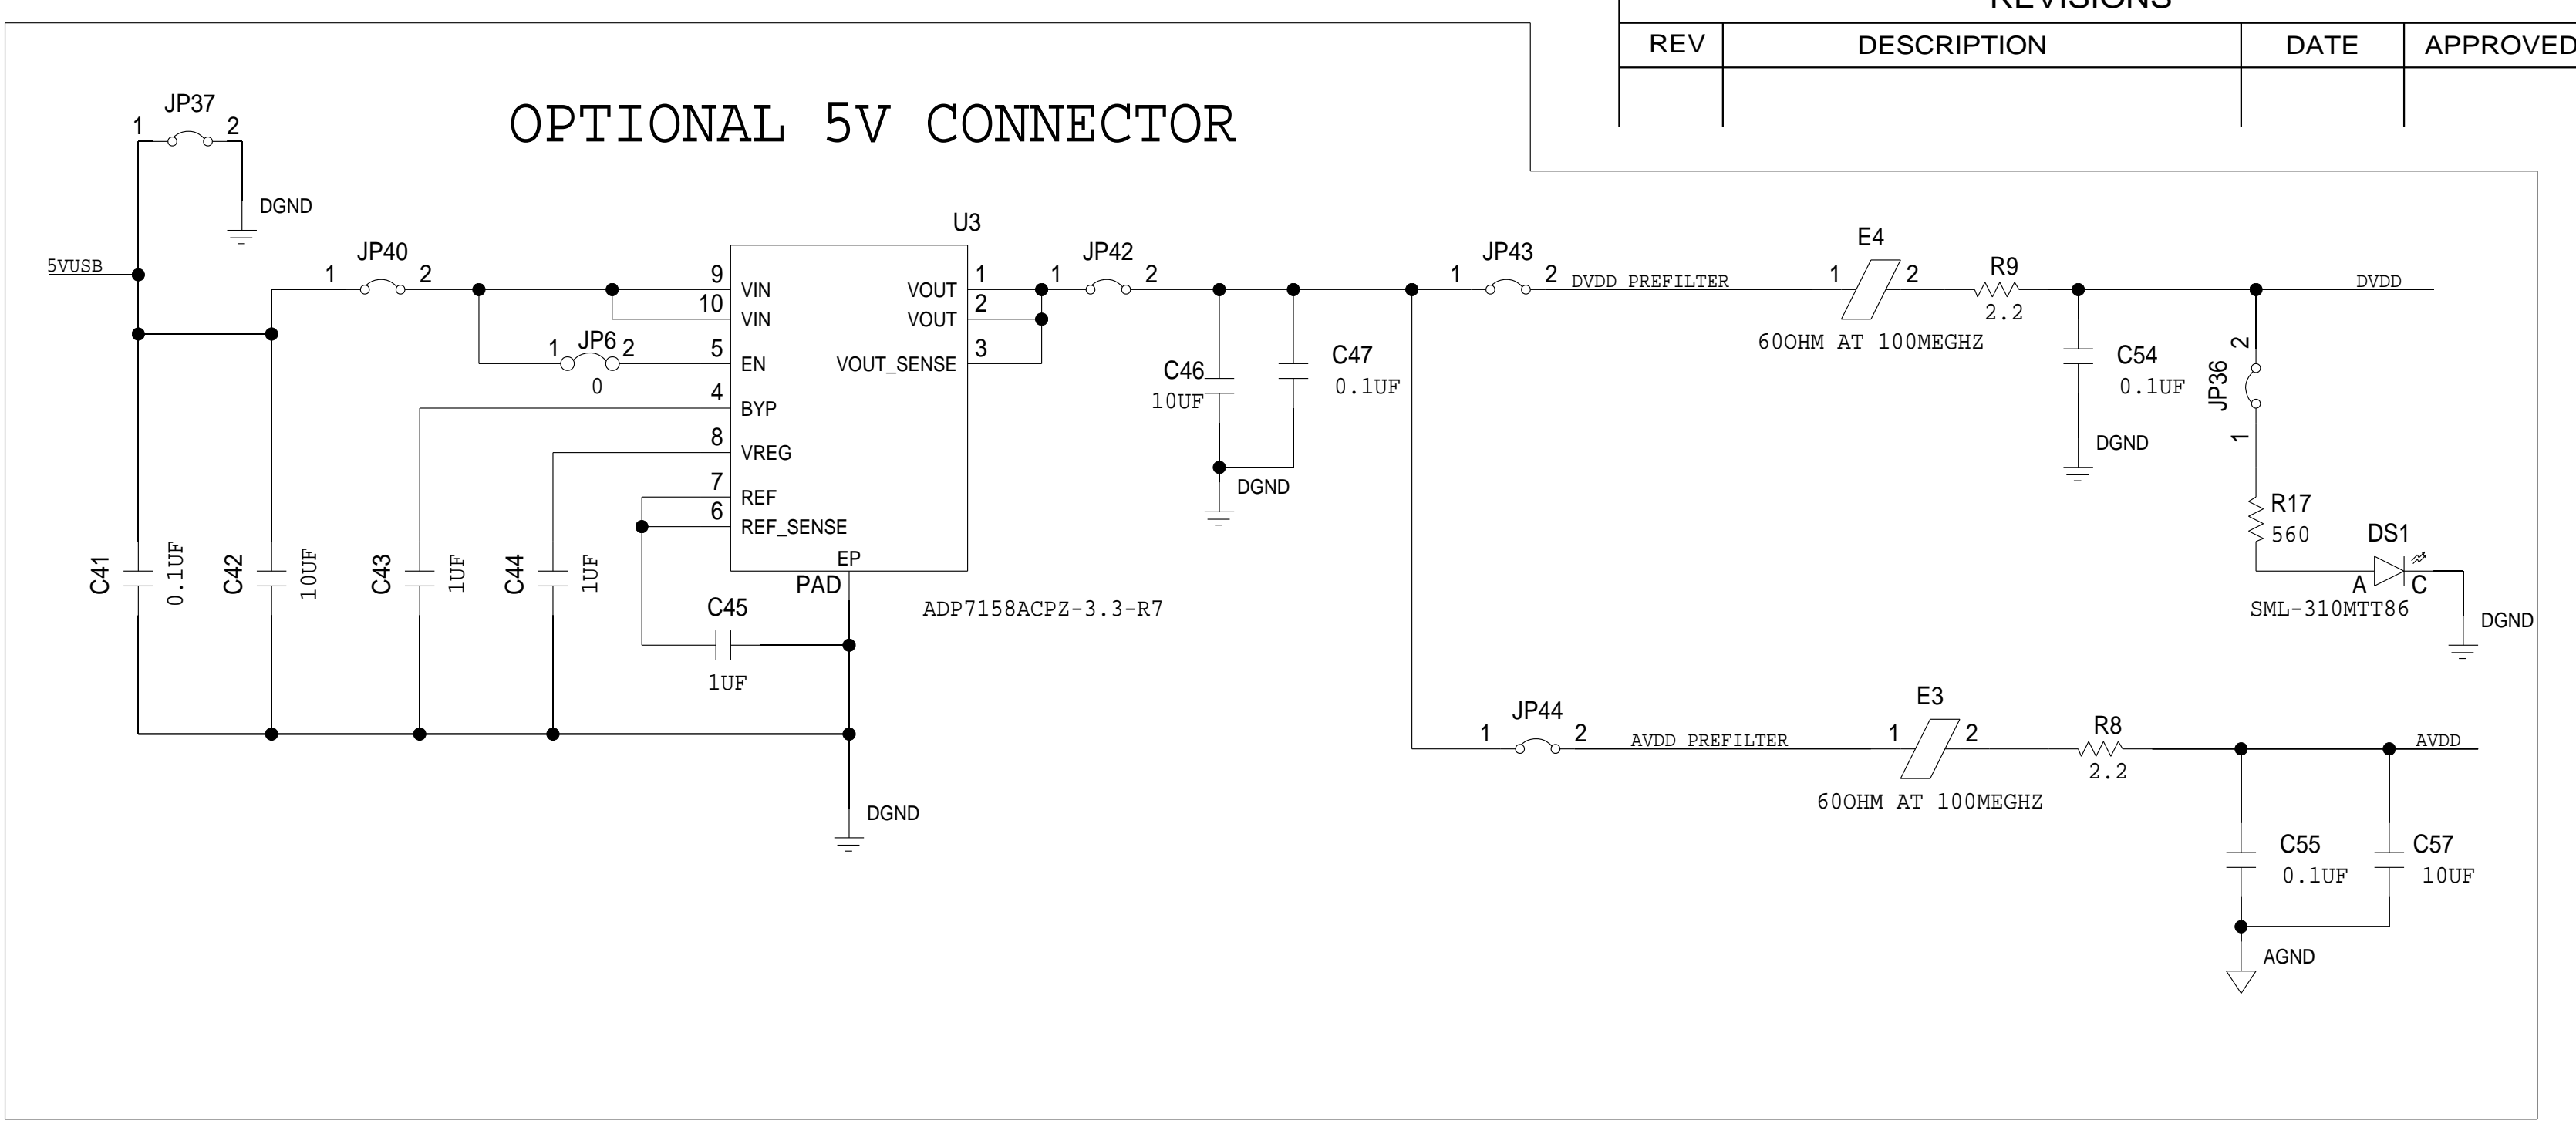 REVISIONS
REV DESCRIPTION DATE APPROVED
OPTIONAL 5V CONNECTOR
JP37
1 2
DGND
5VUSB
JP40
1 2
U3
9 VIN
10 VIN
JP6
1 2
0
5 EN
4 BYP
8 VREG
7 REF
6 REF_SENSE
EP
PAD
VOUT 1
VOUT 2
VOUT_SENSE 3
ADP7158ACPZ-3.3-R7
C41
0.1UF
C42
10UF
C43
1UF
C44
1UF
C45
1UF
DGND
JP42
1 2
C46
10UF
C47
0.1UF
DGND
JP43
1 2
DVDD_PREFILTER
E4
1 2
60OHM AT 100MEGHZ
R9
2.2
DVDD
C54
0.1UF
DGND
2
JP36
1
R17
560
DS1
A C
SML-310MTT86
DGND
JP44
1 2
AVDD_PREFILTER
E3
1 2
60OHM AT 100MEGHZ
R8
2.2
AVDD
C55
0.1UF
C57
10UF
AGND